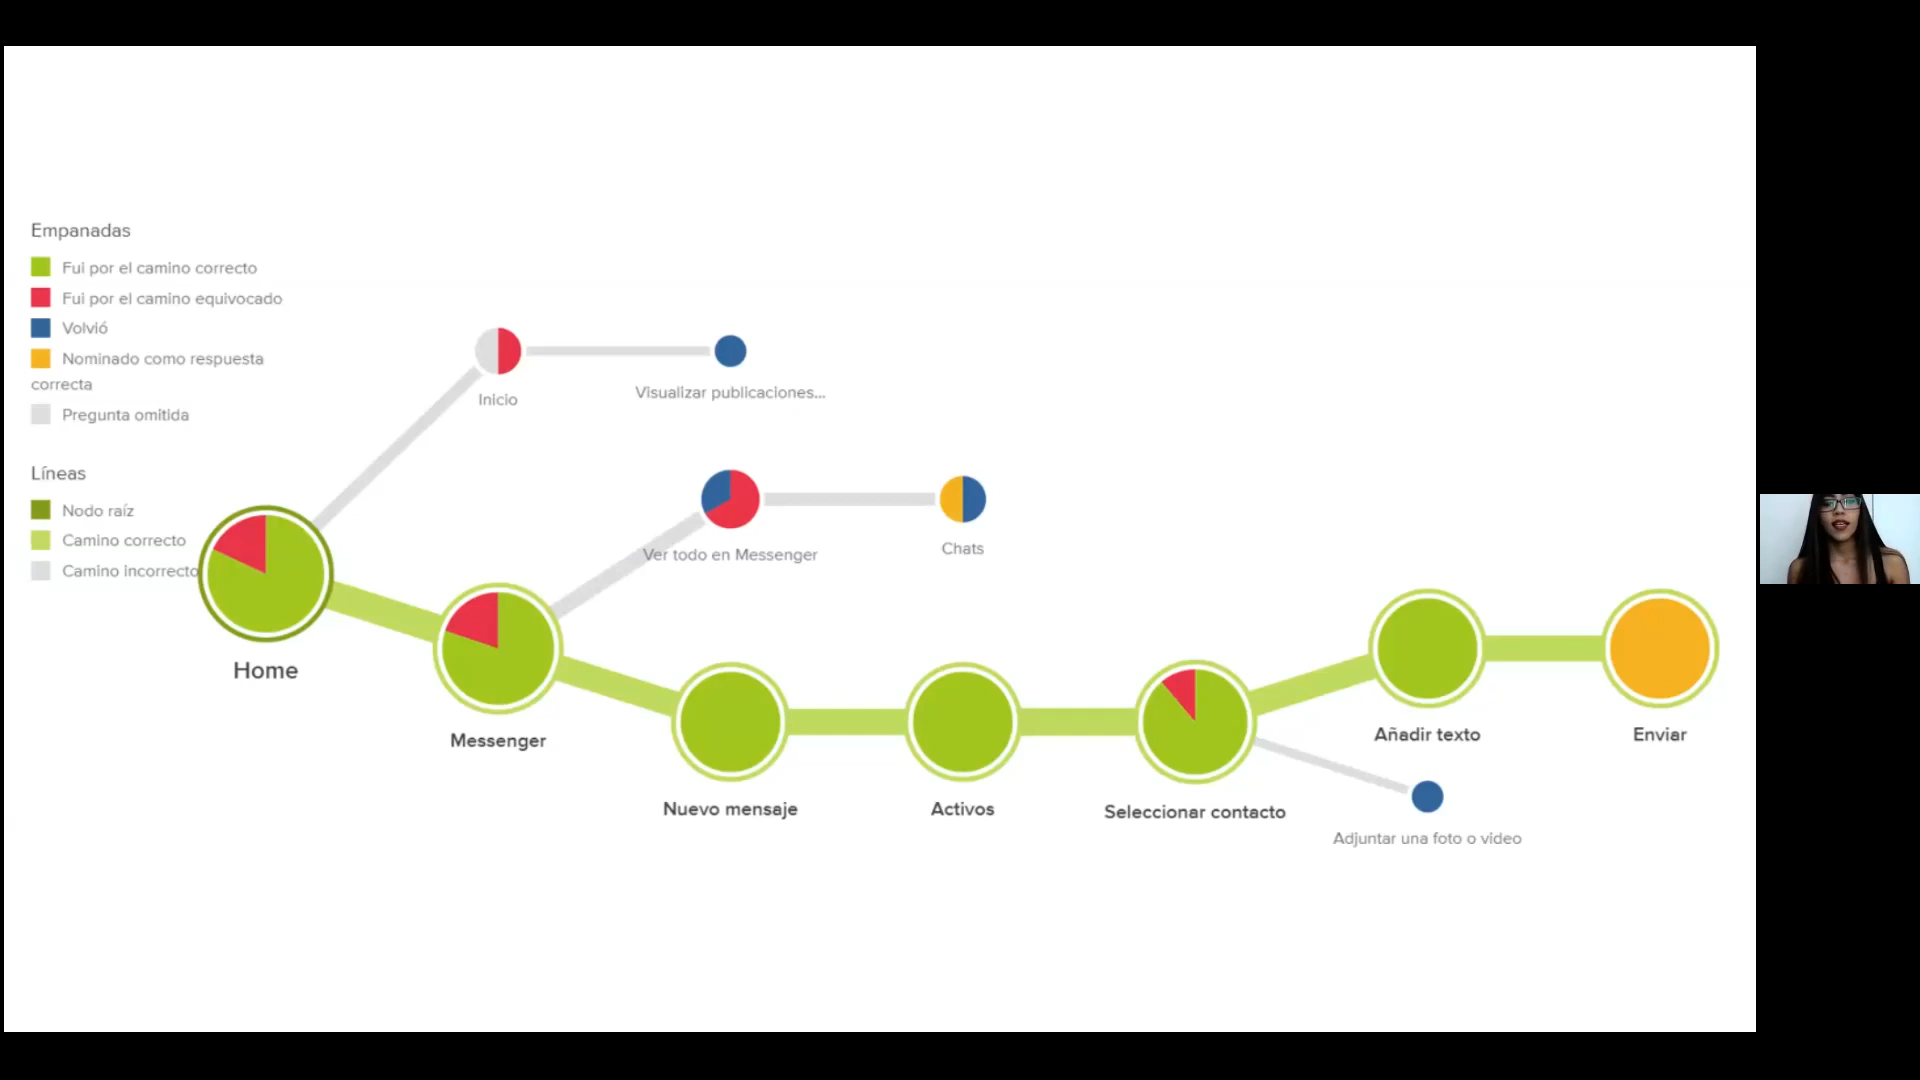 Empanadas
Fui por el camino correcto
Fui por el camino equivocado
Volvió
Nominado como respuesta
correcta
Pregunta omitida
Líneas
Nodo raíz
Camino correcto
Camino incorrecto
Inicio
Visualizar publicaciones...
Ver todo en Messenger
Chats
Home
Messenger
Nuevo mensaje
Activos
Seleccionar contacto
Añadir texto
Enviar
Adjuntar una foto o video